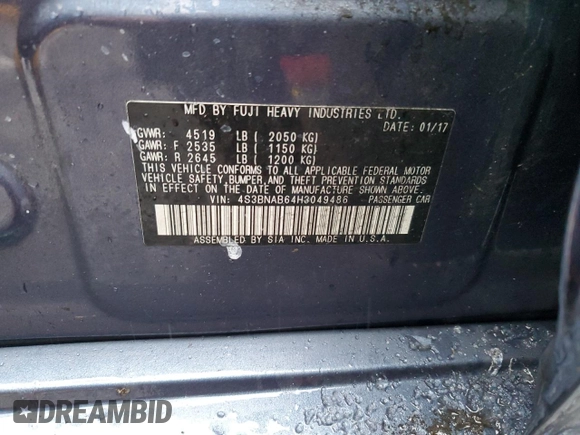 MFD BY FUJI HEAVY INDUSTRIES LTD.
DATE: 01/17
GVWR: 4519 LB ( 2050 KG)
GAWR: F 2535 LB ( 1150 KG)
GAWR: R 2645 LB ( 1200 KG)
THIS VEHICLE CONFORMS TO ALL APPLICABLE FEDERAL MOTOR
VEHICLE SAFETY, BUMPER, AND THEFT PREVENTION STANDARDS
IN EFFECT ON THE DATE OF MANUFACTURE SHOWN ABOVE.
VIN: 4S3BNAB64H3049486 PASSENGER CAR
ASSEMBLED BY SIA INC. MADE IN U.S.A.
DREAMBID